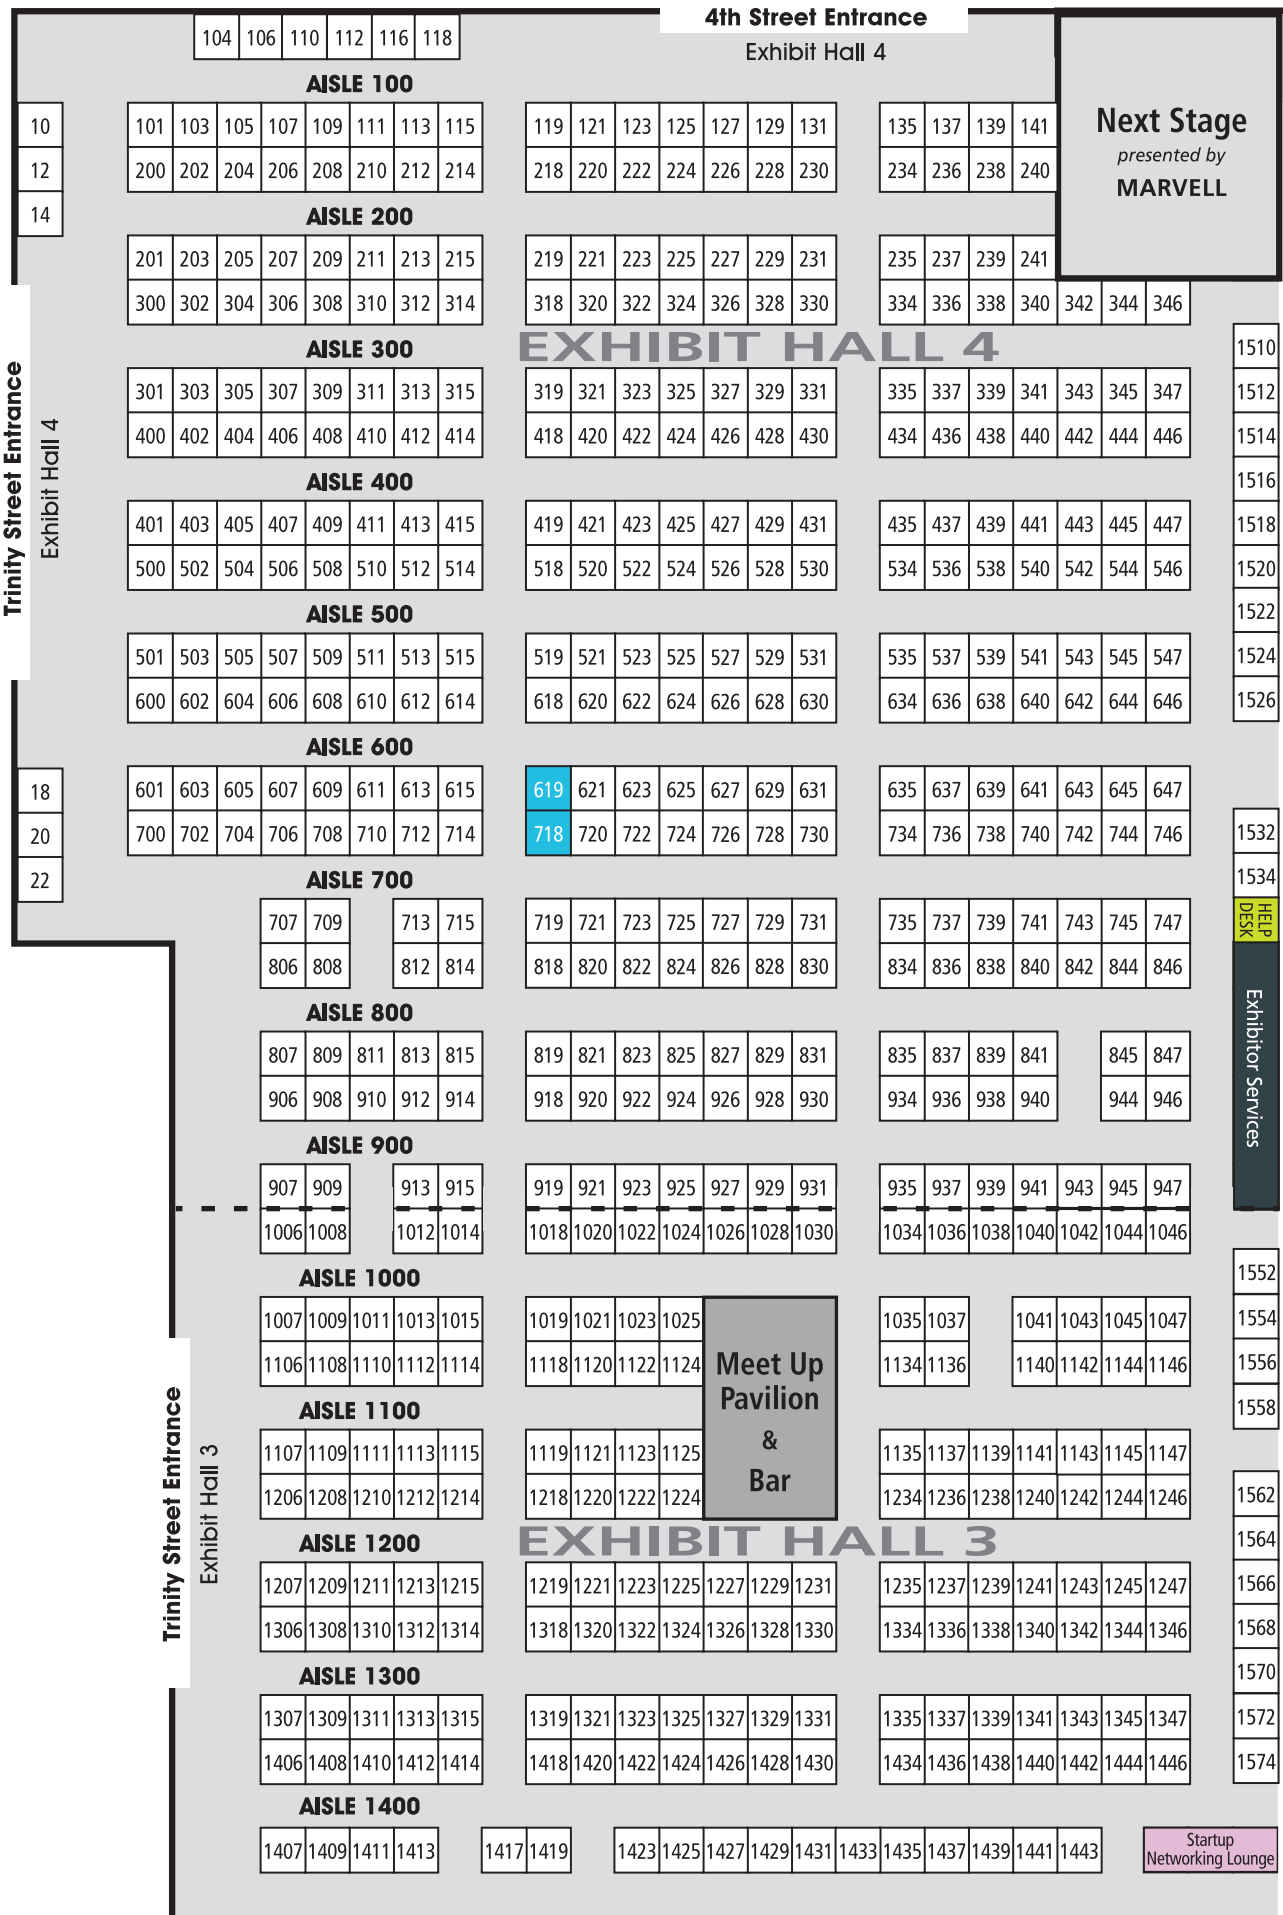 4th Street Entrance
Exhibit Hall 4
104 106 110 112 116 118
AISLE 100
10
12
14
101 103 105 107 109 111 113 115 119 121 123 125 127 129 131 135 137 139 141
200 202 204 206 208 210 212 214 218 220 222 224 226 228 230 234 236 238 240
Next Stage
presented by
MARVELL
AISLE 200
201 203 205 207 209 211 213 215 219 221 223 225 227 229 231 235 237 239 241
300 302 304 306 308 310 312 314 318 320 322 324 326 328 330 334 336 338 340 342 344 346
EXHIBIT HALL 4
AISLE 300
301 303 305 307 309 311 313 315 319 321 323 325 327 329 331 335 337 339 341 343 345 347
400 402 404 406 408 410 412 414 418 420 422 424 426 428 430 434 436 438 440 442 444 446
Trinity Street Entrance
Exhibit Hall 4
AISLE 400
401 403 405 407 409 411 413 415 419 421 423 425 427 429 431 435 437 439 441 443 445 447
500 502 504 506 508 510 512 514 518 520 522 524 526 528 530 534 536 538 540 542 544 546
AISLE 500
501 503 505 507 509 511 513 515 519 521 523 525 527 529 531 535 537 539 541 543 545 547
600 602 604 606 608 610 612 614 618 620 622 624 626 628 630 634 636 638 640 642 644 646
1510
1512
1514
1516
1518
1520
1522
1524
1526
AISLE 600
18
20
22
601 603 605 607 609 611 613 615 619 621 623 625 627 629 631 635 637 639 641 643 645 647
700 702 704 706 708 710 712 714 718 720 722 724 726 728 730 734 736 738 740 742 744 746
1532
1534
HELP
DESK
Exhibitor Services
AISLE 700
707 709 713 715 719 721 723 725 727 729 731 735 737 739 741 743 745 747
806 808 812 814 818 820 822 824 826 828 830 834 836 838 840 842 844 846
AISLE 800
807 809 811 813 815 819 821 823 825 827 829 831 835 837 839 841 845 847
906 908 910 912 914 918 920 922 924 926 928 930 934 936 938 940 944 946
AISLE 900
907 909 913 915 919 921 923 925 927 929 931 935 937 939 941 943 945 947
1006 1008 1012 1014 1018 1020 1022 1024 1026 1028 1030 1034 1036 1038 1040 1042 1044 1046
AISLE 1000
1007 1009 1011 1013 1015 1019 1021 1023 1025 1035 1037 1041 1043 1045 1047
1106 1108 1110 1112 1114 1118 1120 1122 1124 1134 1136 1140 1142 1144 1146
Meet Up
Pavilion
&
Bar
1552
1554
1556
1558
AISLE 1100
1107 1109 1111 1113 1115 1119 1121 1123 1125 1135 1137 1139 1141 1143 1145 1147
1206 1208 1210 1212 1214 1218 1220 1222 1224 1234 1236 1238 1240 1242 1244 1246
Trinity Street Entrance
Exhibit Hall 3
EXHIBIT HALL 3
AISLE 1200
1207 1209 1211 1213 1215 1219 1221 1223 1225 1227 1229 1231 1235 1237 1239 1241 1243 1245 1247
1306 1308 1310 1312 1314 1318 1320 1322 1324 1326 1328 1330 1334 1336 1338 1340 1342 1344 1346
1562
1564
1566
1568
1570
1572
1574
AISLE 1300
1307 1309 1311 1313 1315 1319 1321 1323 1325 1327 1329 1331 1335 1337 1339 1341 1343 1345 1347
1406 1408 1410 1412 1414 1418 1420 1422 1424 1426 1428 1430 1434 1436 1438 1440 1442 1444 1446
AISLE 1400
1407 1409 1411 1413 1417 1419 1423 1425 1427 1429 1431 1433 1435 1437 1439 1441 1443
Startup
Networking Lounge